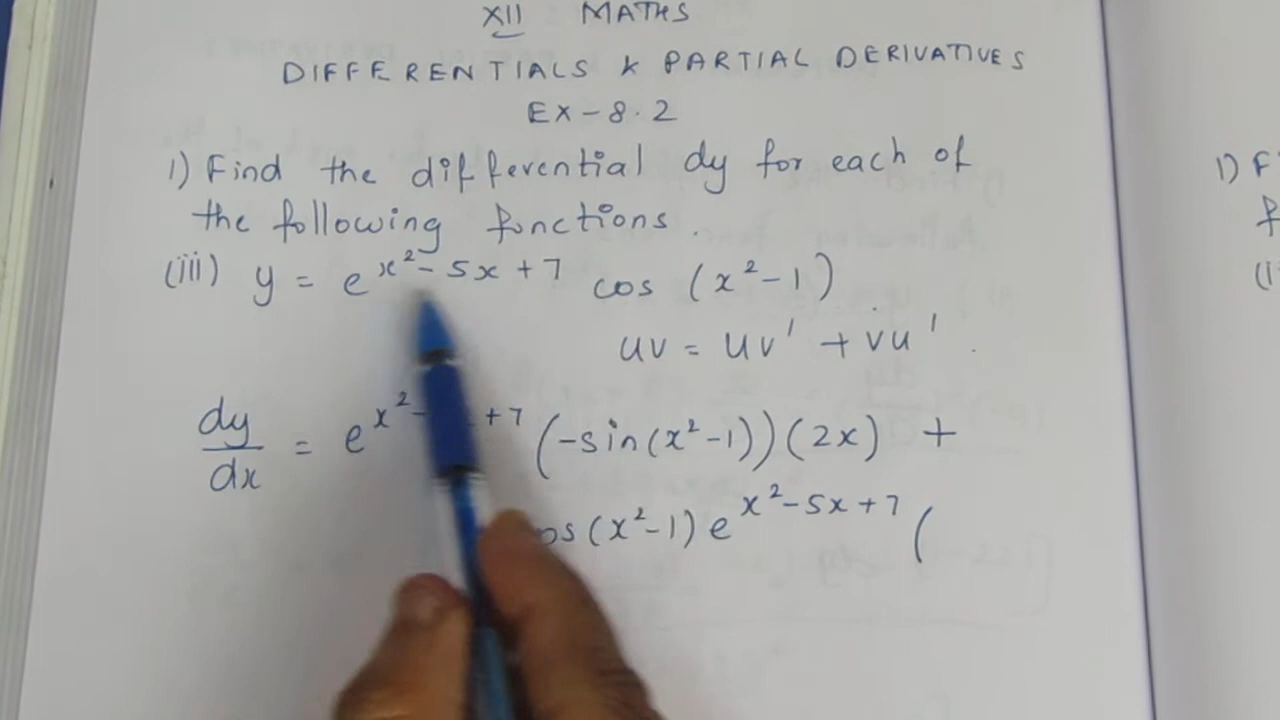 XII MATHS
DIFFERENTIALS & PARTIAL DERIVATIVES
EX - 8.2
1) Find the differential dy for each of
the following functions.
(iii) y = e^{x² - 5x + 7} cos (x² - 1)
uv = uv' + vu'
dy/dx = e^{x² - +7} (-sin(x² - 1))(2x) +
(x² - 1) e^{x² - 5x + 7} (
1) F
f
(i